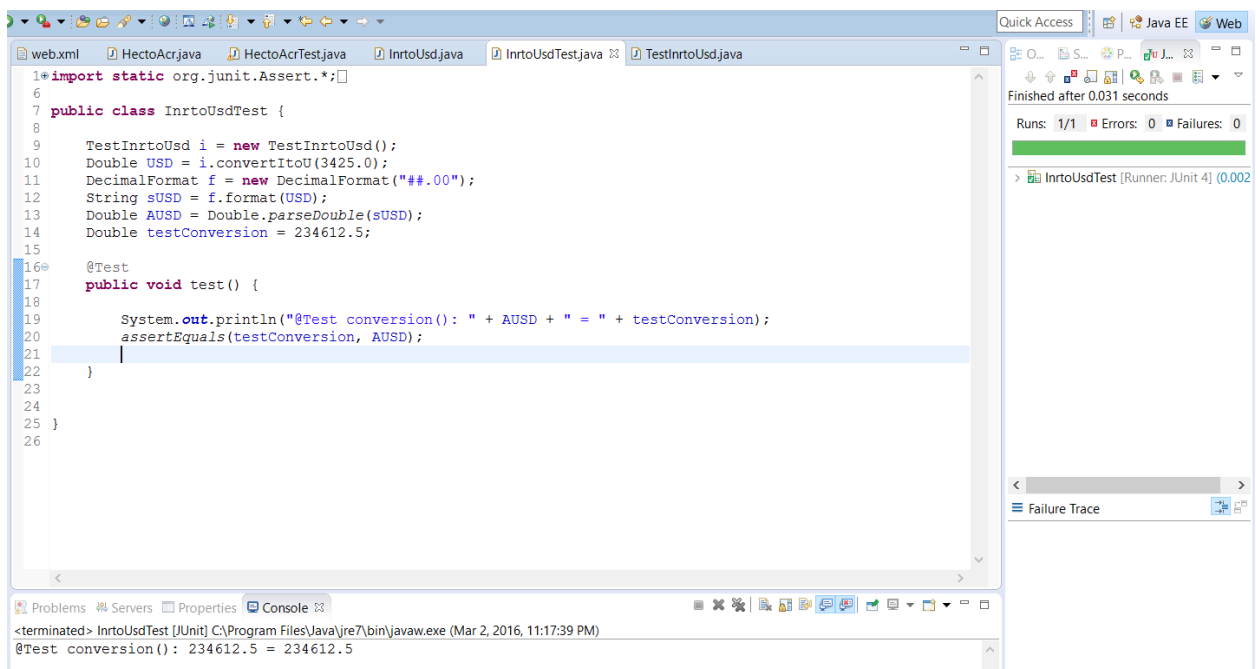 Quick Access Java EE Web
web.xml HectoAcr.java HectoAcrTest.java InrtoUsd.java InrtoUsdTest.java TestInrtoUsd.java
1 import static org.junit.Assert.*;
6
7 public class InrtoUsdTest {
8
9 TestInrtoUsd i = new TestInrtoUsd();
10 Double USD = i.convertItoU(3425.0);
11 DecimalFormat f = new DecimalFormat("##.00");
12 String sUSD = f.format(USD);
13 Double AUSD = Double.parseDouble(sUSD);
14 Double testConversion = 234612.5;
15
16 @Test
17 public void test() {
18
19 System.out.println("@Test conversion(): " + AUSD + " = " + testConversion);
20 assertEquals(testConversion, AUSD);
21
22 }
23
24
25 }
26
O... S... P... J...
Finished after 0.031 seconds
Runs: 1/1 Errors: 0 Failures: 0
InrtoUsdTest [Runner: JUnit 4] (0.002
Failure Trace
Problems Servers Properties Console
<terminated> InrtoUsdTest [JUnit] C:\Program Files\Java\jre7\bin\javaw.exe (Mar 2, 2016, 11:17:39 PM)
@Test conversion(): 234612.5 = 234612.5